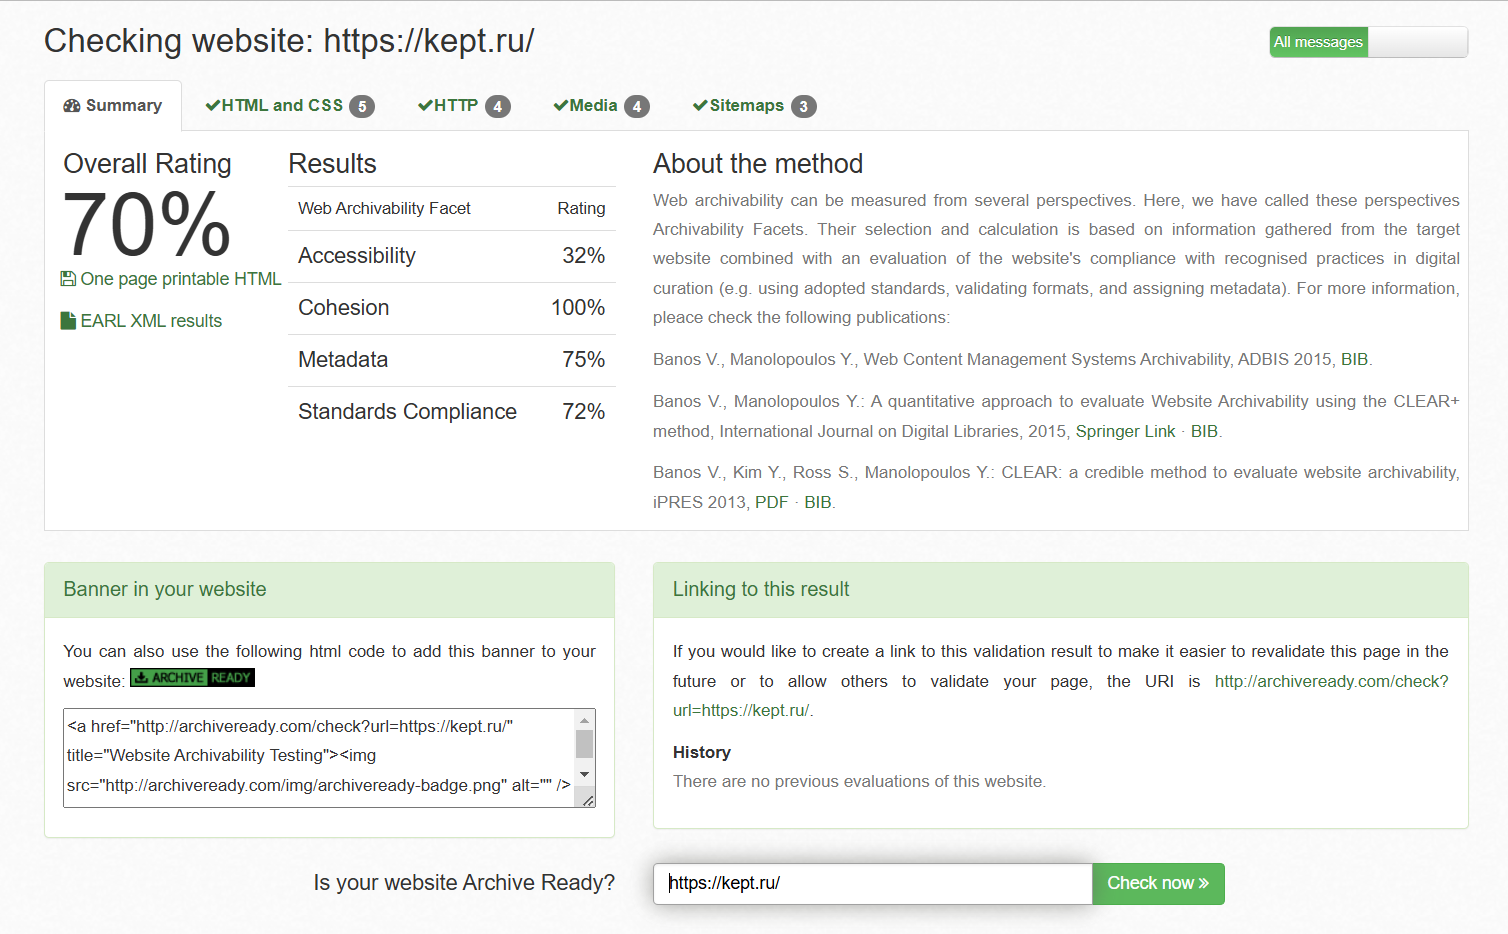 Checking website: https://kept.ru/
All messages
Summary
HTML and CSS 5
HTTP 4
Media 4
Sitemaps 3
Overall Rating
70%
One page printable HTML
EARL XML results
Results
Web Archivability Facet Rating
Accessibility 32%
Cohesion 100%
Metadata 75%
Standards Compliance 72%
About the method
Web archivability can be measured from several perspectives. Here, we have called these perspectives
Archivability Facets. Their selection and calculation is based on information gathered from the target
website combined with an evaluation of the website's compliance with recognised practices in digital
curation (e.g. using adopted standards, validating formats, and assigning metadata). For more information,
pleace check the following publications:
Banos V., Manolopoulos Y., Web Content Management Systems Archivability, ADBIS 2015, BIB.
Banos V., Manolopoulos Y.: A quantitative approach to evaluate Website Archivability using the CLEAR+
method, International Journal on Digital Libraries, 2015, Springer Link · BIB.
Banos V., Kim Y., Ross S., Manolopoulos Y.: CLEAR: a credible method to evaluate website archivability,
iPRES 2013, PDF · BIB.
Banner in your website
You can also use the following html code to add this banner to your
website: ARCHIVE READY
<a href="http://archiveready.com/check?url=https://kept.ru/"
title="Website Archivability Testing"><img
src="http://archiveready.com/img/archiveready-badge.png" alt="" />
Linking to this result
If you would like to create a link to this validation result to make it easier to revalidate this page in the
future or to allow others to validate your page, the URI is http://archiveready.com/check?
url=https://kept.ru/.
History
There are no previous evaluations of this website.
Is your website Archive Ready?
https://kept.ru/
Check now »